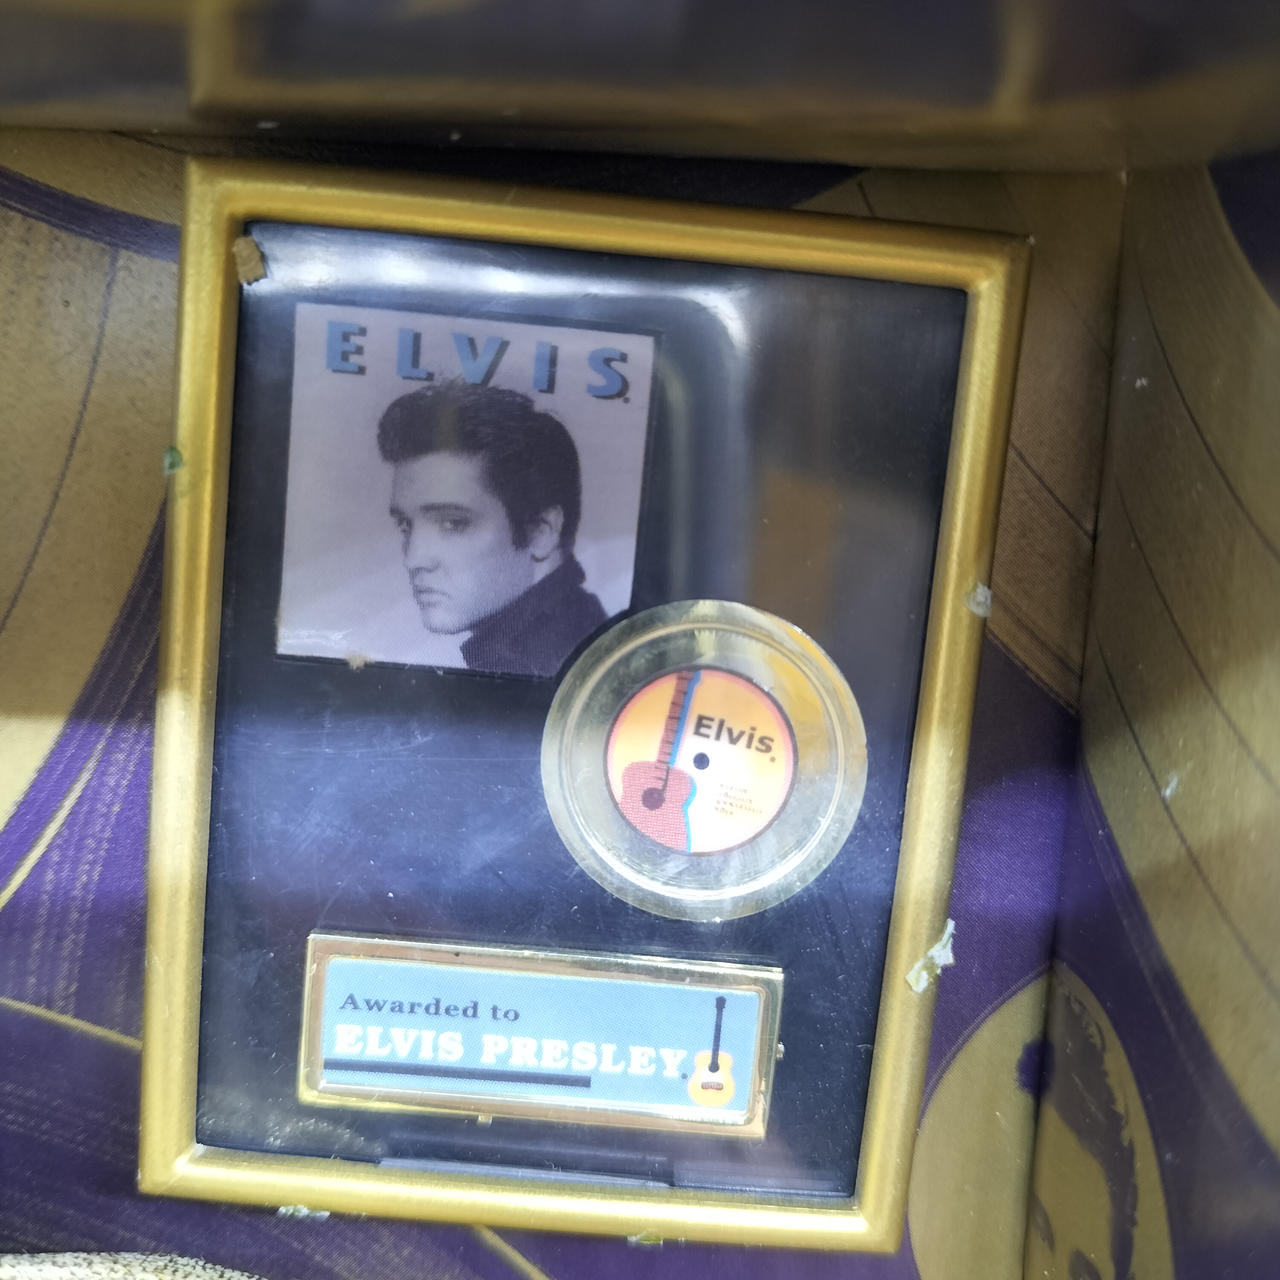 ELVIS.
Elvis.
Awarded to
ELVIS PRESLEY.